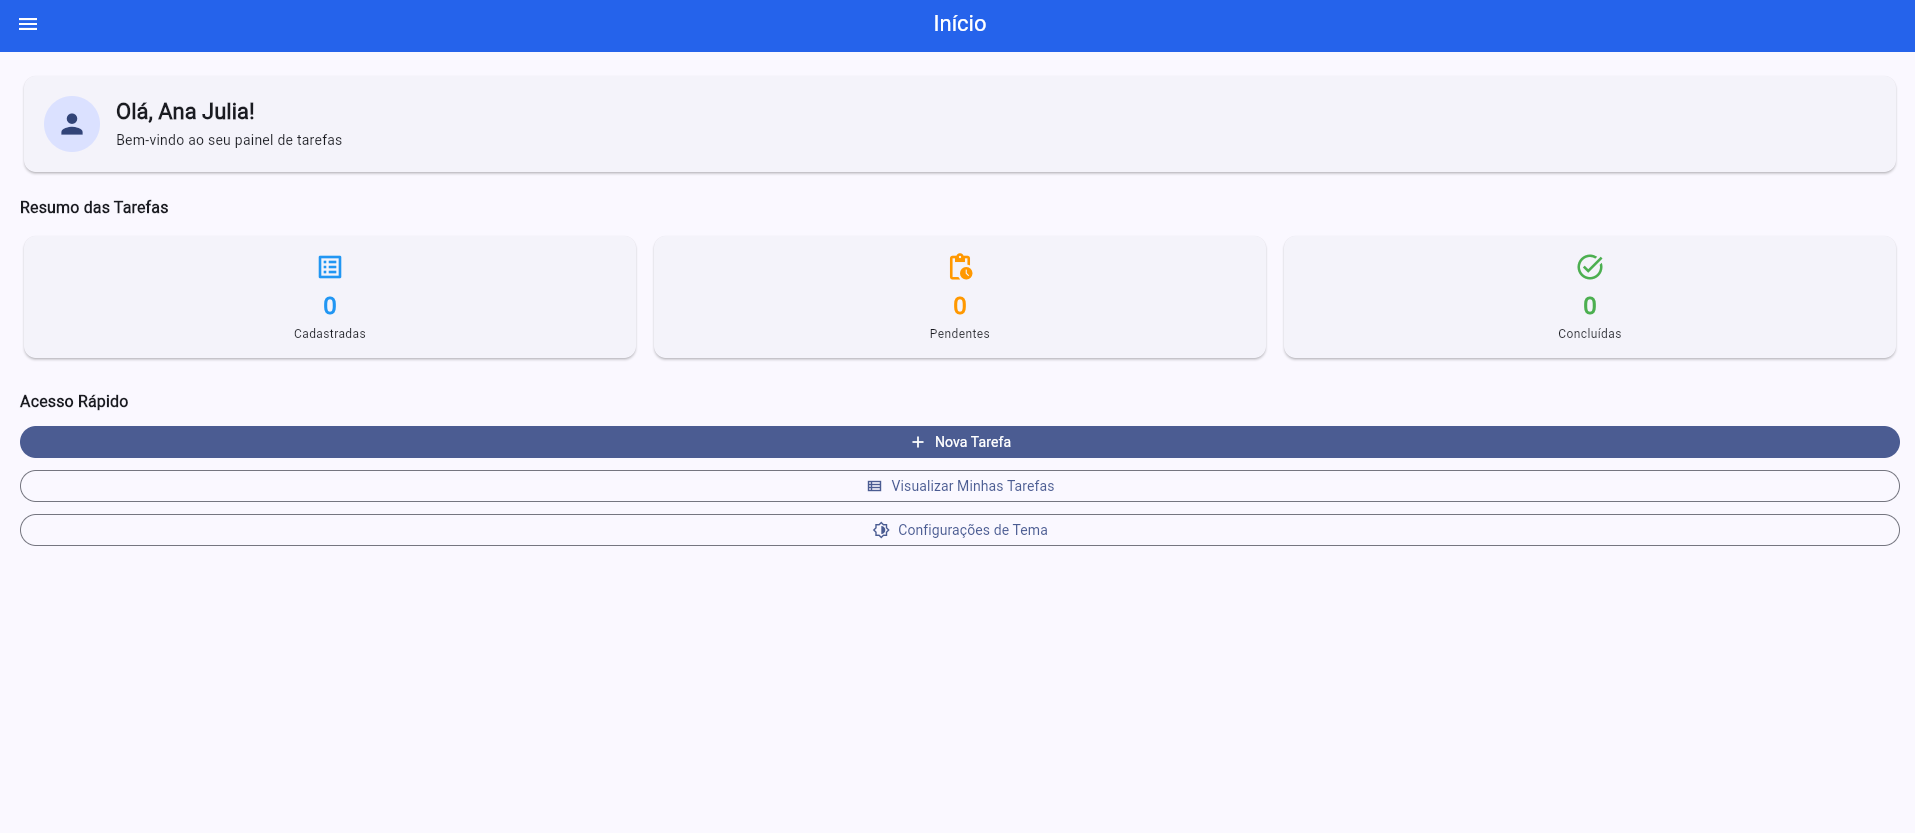 Início
Olá, Ana Julia!
Bem-vindo ao seu painel de tarefas
Resumo das Tarefas
0
Cadastradas
0
Pendentes
0
Concluídas
Acesso Rápido
Nova Tarefa
Visualizar Minhas Tarefas
Configurações de Tema